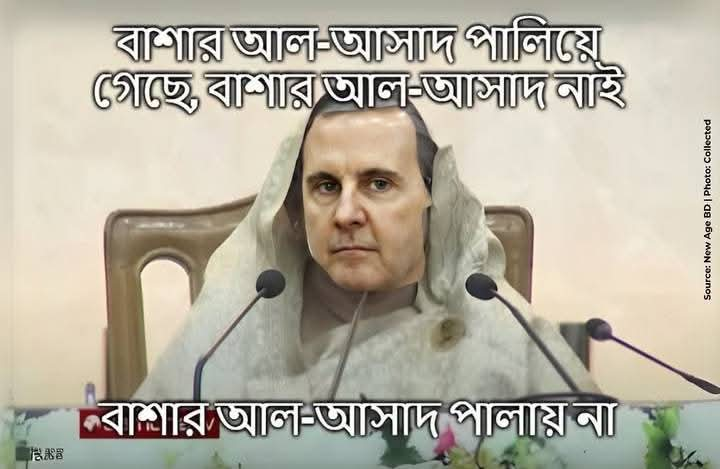 বাশার আল-আসাদ পালিয়ে
গেছে, বাশার আল-আসাদ নাই
Source: New Age BD | Photo: Collected
বাশার আল-আসাদ পালায় না